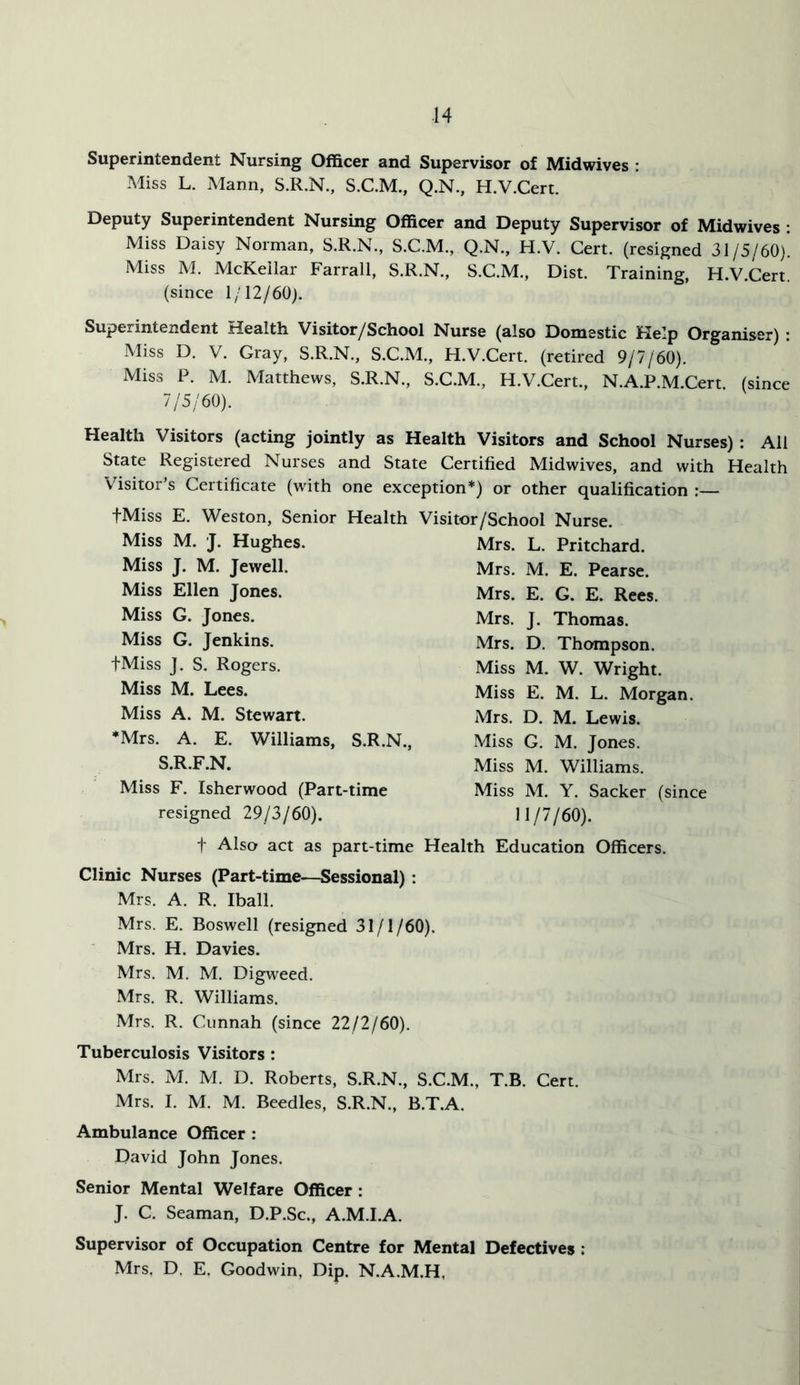 14
Superintendent Nursing Officer and Supervisor of Midwives :
Miss L. Mann, S.R.N., S.C.M., Q.N., H.V.Cert.
Deputy Superintendent Nursing Officer and Deputy Supervisor of Midwives :
Miss Daisy Norman, S.R.N., S.C.M., Q.N., H.V. Cert. (resigned 31/5/60).
Miss M. McKellar Farrall, S.R.N., S.C.M., Dist. Training, H.V.Cert.
(since 1/12/60).
Superintendent Health Visitor/School Nurse (also Domestic Help Organiser) :
Miss D. V. Gray, S.R.N., S.C.M., H.V.Cert. (retired 9/7/60).
Miss P. M. Matthews, S.R.N., S.C.M., H.V.Cert., N.A.P.M.Cert. (since
7/5/60).
Health Visitors (acting jointly as Health Visitors and School Nurses) : All
State Registered Nurses and State Certified Midwives, and with Health
Visitor's Certificate (with one exception*) or other qualification :—
†Miss E. Weston, Senior Health Visitor/School Nurse.
Miss M. J. Hughes.
Miss J. M. Jewell.
Miss Ellen Jones.
Miss G. Jones.
Miss G. Jenkins.
†Miss J. S. Rogers.
Miss M. Lees.
Miss A. M. Stewart.
*Mrs. A. E. Williams, S.R.N.,
S.R.F.N.
Miss F. Isherwood (Part-time
resigned 29/3/60).
Mrs. L. Pritchard.
Mrs. M. E. Pearse.
Mrs. E. G. E. Rees.
Mrs. J. Thomas.
Mrs. D. Thompson.
Miss M. W. Wright.
Miss E. M. L. Morgan.
Mrs. D. M. Lewis.
Miss G. M. Jones.
Miss M. Williams.
Miss M. Y. Sacker (since
11/7/60).
† Also act as part-time Health Education Officers.
Clinic Nurses (Part-time—Sessional) :
Mrs. A. R. Iball.
Mrs. E. Boswell (resigned 31/1/60).
Mrs. H. Davies.
Mrs. M. M. Digweed.
Mrs. R. Williams.
Mrs. R. Cunnah (since 22/2/60).
Tuberculosis Visitors :
Mrs. M. M. D. Roberts, S.R.N., S.C.M., T.B. Cert.
Mrs. I. M. M. Beedles, S.R.N., B.T.A.
Ambulance Officer :
David John Jones.
Senior Mental Welfare Officer :
J. C. Seaman, D.P.Sc., A.M.I.A.
Supervisor of Occupation Centre for Mental Defectives :
Mrs. D. E. Goodwin, Dip. N.A.M.H.